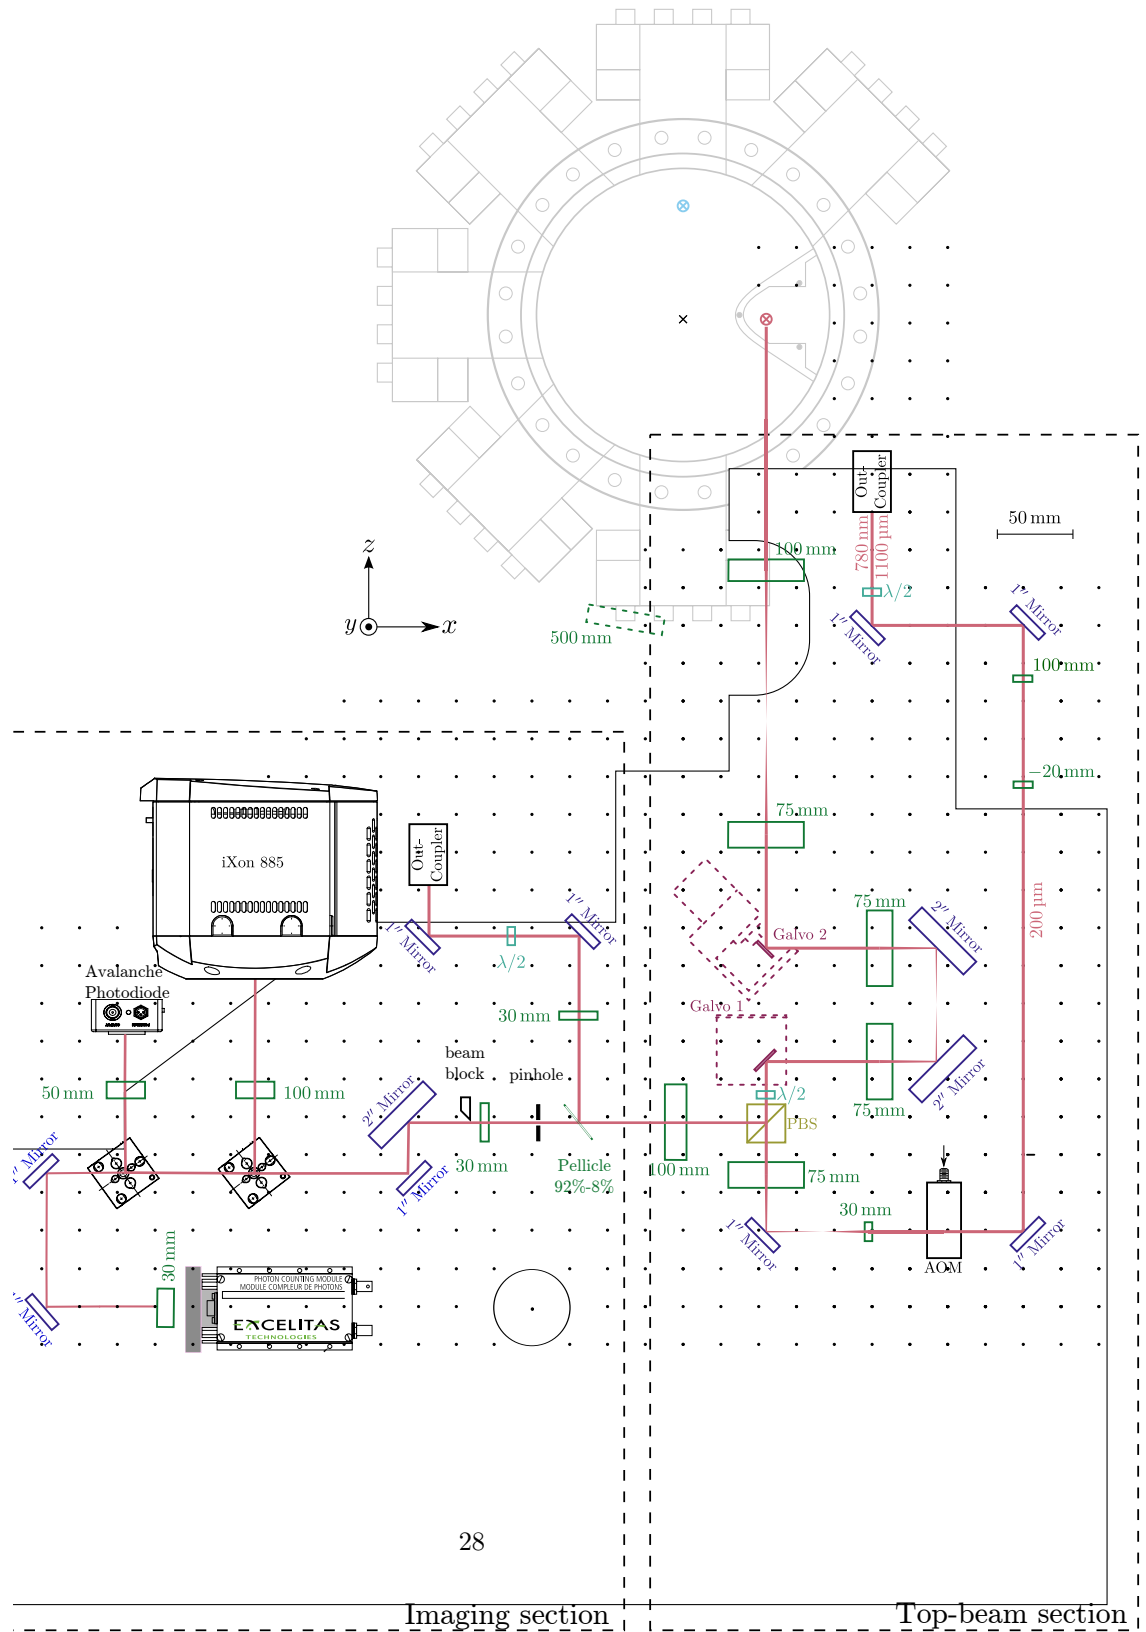 Out-
Coupler
50 mm
780 nm
1100 µm
100 mm
z
λ/2
1″ Mirror
1″ Mirror
y
x
500 mm
100 mm
−20 mm
75 mm
Out-
Coupler
iXon 885
75 mm
1″ Mirror
2″ Mirror
200 µm
1″ Mirror
Galvo 2
λ/2
Avalanche
Photodiode
Galvo 1
30 mm
beam
block
pinhole
50 mm
100 mm
2″ Mirror
λ/2
75 mm
2″ Mirror
PBS
1″ Mirror
30 mm
Pellicle
92%-8%
100 mm
75 mm
1″ Mirror
30 mm
1″ Mirror
AOM
1″ Mirror
30 mm
1″ Mirror
PHOTON COUNTING MODULE
MODULE COMPLEUR DE PHOTONS
EXCELITAS
TECHNOLOGIES
28
Imaging section
Top-beam section